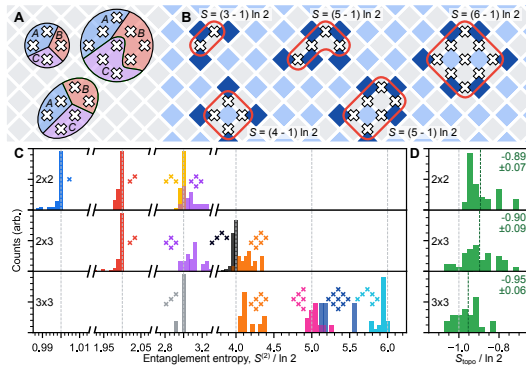 A
A
B
C
A
B
C
A
B
C
B
S = (3 - 1) ln 2
S = (5 - 1) ln 2
S = (6 - 1) ln 2
S = (4 - 1) ln 2
S = (5 - 1) ln 2
C
D
Counts (arb.)
2x2
2x3
3x3
0.99
1.01
1.95
2.05
2.8
3.2
4.0
4.5
5.0
5.5
6.0
Entanglement entropy, S(2) / ln 2
2x2
-0.89
±0.07
2x3
-0.90
±0.09
3x3
-0.95
±0.06
−1.0
−0.8
Stopo / ln 2